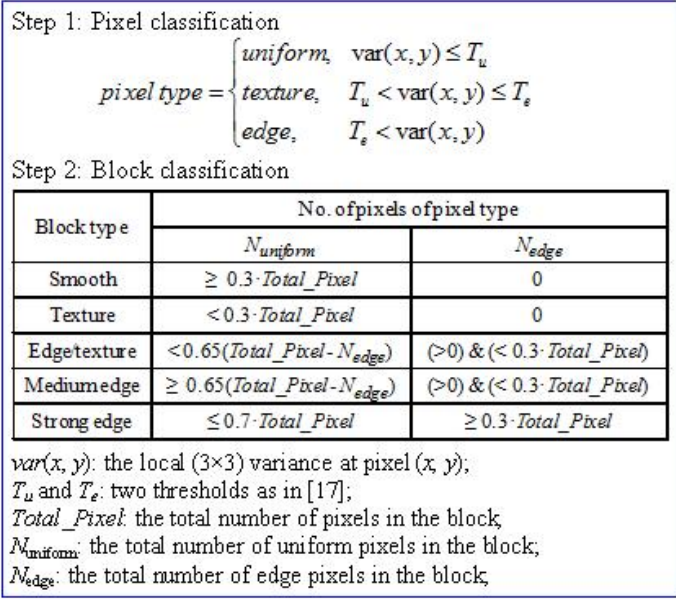 Step 1: Pixel classification
uniform, var(x, y) ≤ T_u
pixel type = { texture, T_u < var(x, y) ≤ T_e
edge, T_e < var(x, y)
Step 2: Block classification
Block type No. of pixels of pixel type
N_uniform N_edge
Smooth ≥ 0.3·Total_Pixel 0
Texture <0.3·Total_Pixel 0
Edge/texture <0.65(Total_Pixel-N_edge) (>0) & (< 0.3·Total_Pixel)
Medium edge ≥ 0.65(Total_Pixel-N_edge) (>0) & (< 0.3·Total_Pixel)
Strong edge ≤0.7·Total_Pixel ≥0.3·Total_Pixel
var(x, y): the local (3×3) variance at pixel (x, y);
T_u and T_e: two thresholds as in [17];
Total_Pixel: the total number of pixels in the block;
N_uniform: the total number of uniform pixels in the block;
N_edge: the total number of edge pixels in the block;